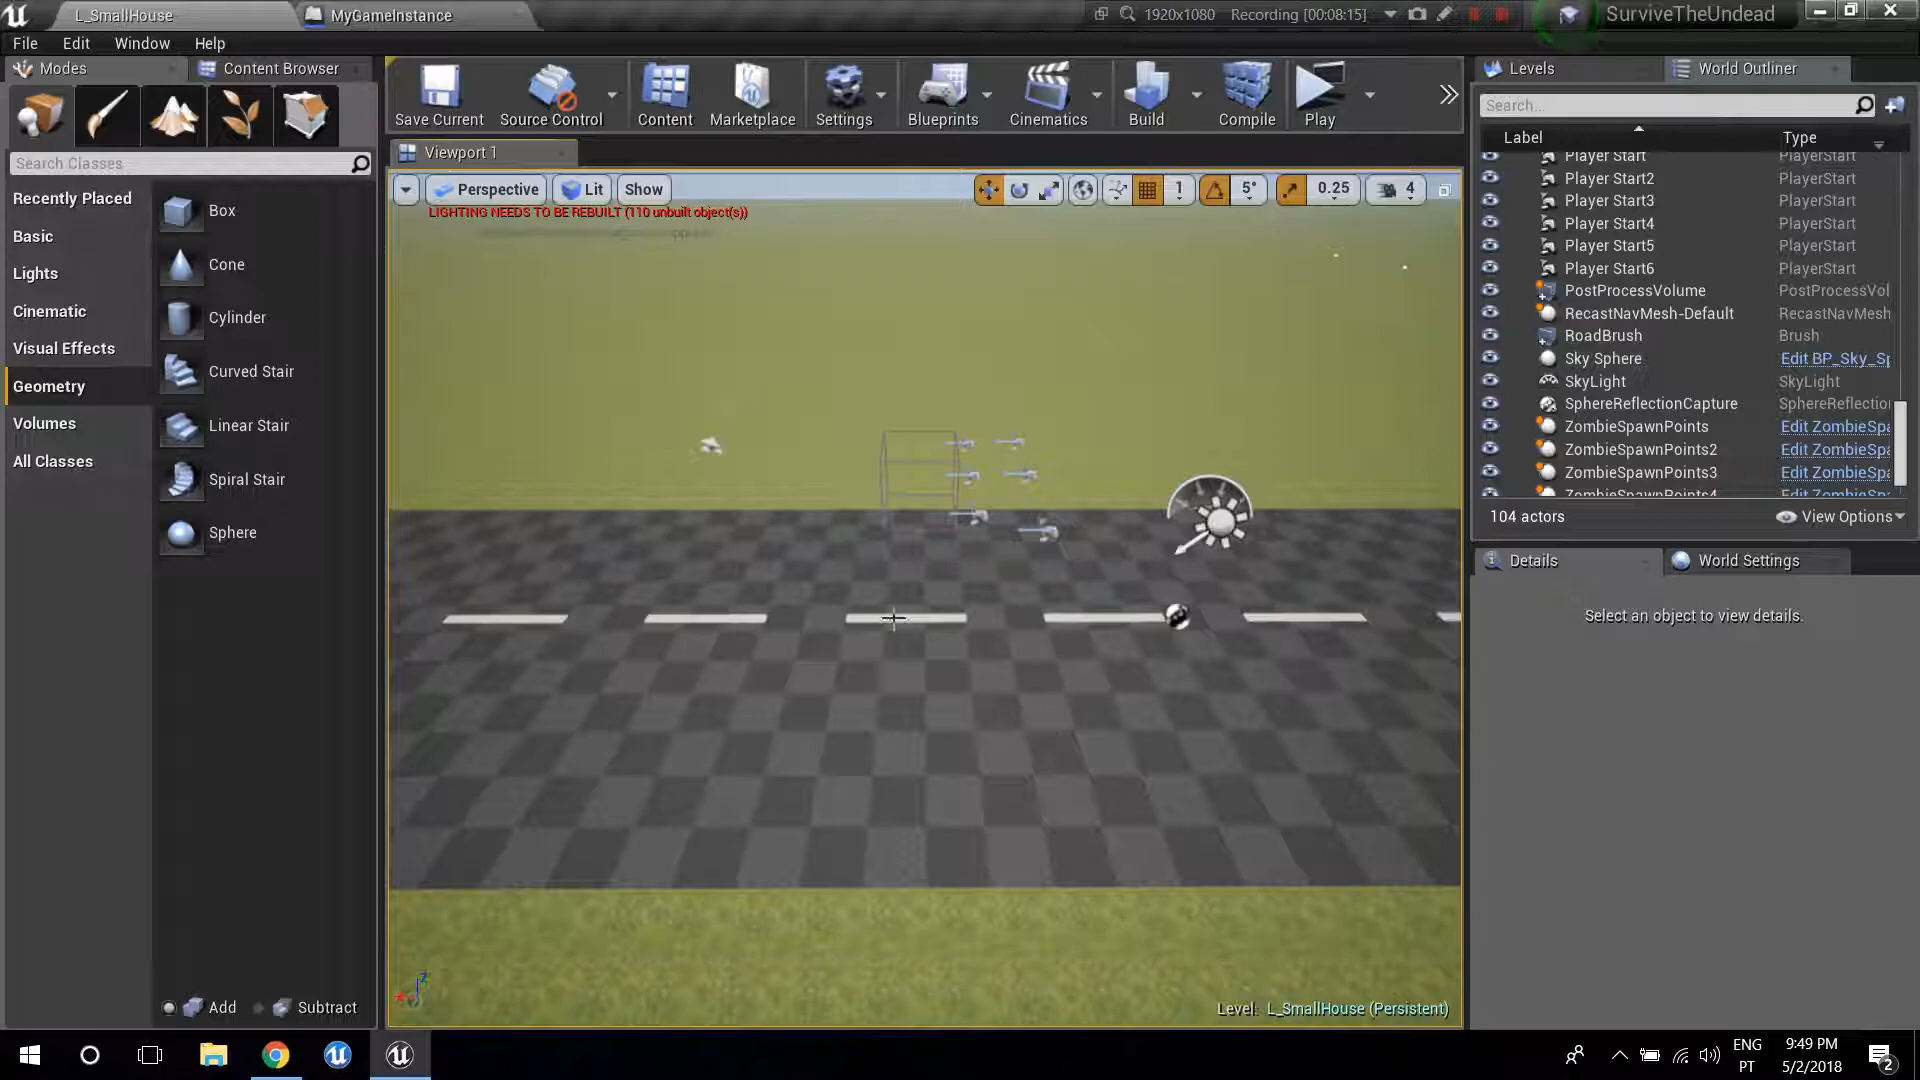 L_SmallHouse
MyGameInstance
1920x1080
Recording [00:08:15]
SurviveTheUndead
File
Edit
Window
Help
Modes
Content Browser
Save Current
Source Control
Content
Marketplace
Settings
Blueprints
Cinematics
Build
Compile
Play
Levels
World Outliner
Search...
Label
Type
Search Classes
Viewport 1
Perspective
Lit
Show
1
5°
0.25
4
LIGHTING NEEDS TO BE REBUILT (110 unbuilt object(s))
Recently Placed
Basic
Lights
Cinematic
Visual Effects
Geometry
Volumes
All Classes
Box
Cone
Cylinder
Curved Stair
Linear Stair
Spiral Stair
Sphere
Add
Subtract
Player Start PlayerStart
Player Start2 PlayerStart
Player Start3 PlayerStart
Player Start4 PlayerStart
Player Start5 PlayerStart
Player Start6 PlayerStart
PostProcessVolume PostProcessVol
RecastNavMesh-Default RecastNavMesh
RoadBrush Brush
Sky Sphere Edit BP_Sky_Sp
SkyLight SkyLight
SphereReflectionCapture SphereReflectio
ZombieSpawnPoints Edit ZombieSpa
ZombieSpawnPoints2 Edit ZombieSpa
ZombieSpawnPoints3 Edit ZombieSpa
ZombieSpawnPoints4 Edit ZombieSpa
104 actors
View Options
Details
World Settings
Select an object to view details.
Level: L_SmallHouse (Persistent)
z
ENG
PT
9:49 PM
5/2/2018
2